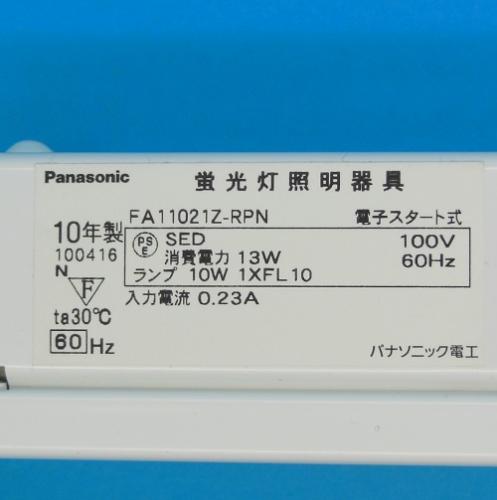 Panasonic 蛍光灯照明器具
FA11021Z-RPN 電子スタート式
10年製
100416
N
F
ta30℃
60 Hz
PS
E
SED 100V
消費電力 13W 60Hz
ランプ 10W 1XFL10
入力電流 0.23A
パナソニック電工